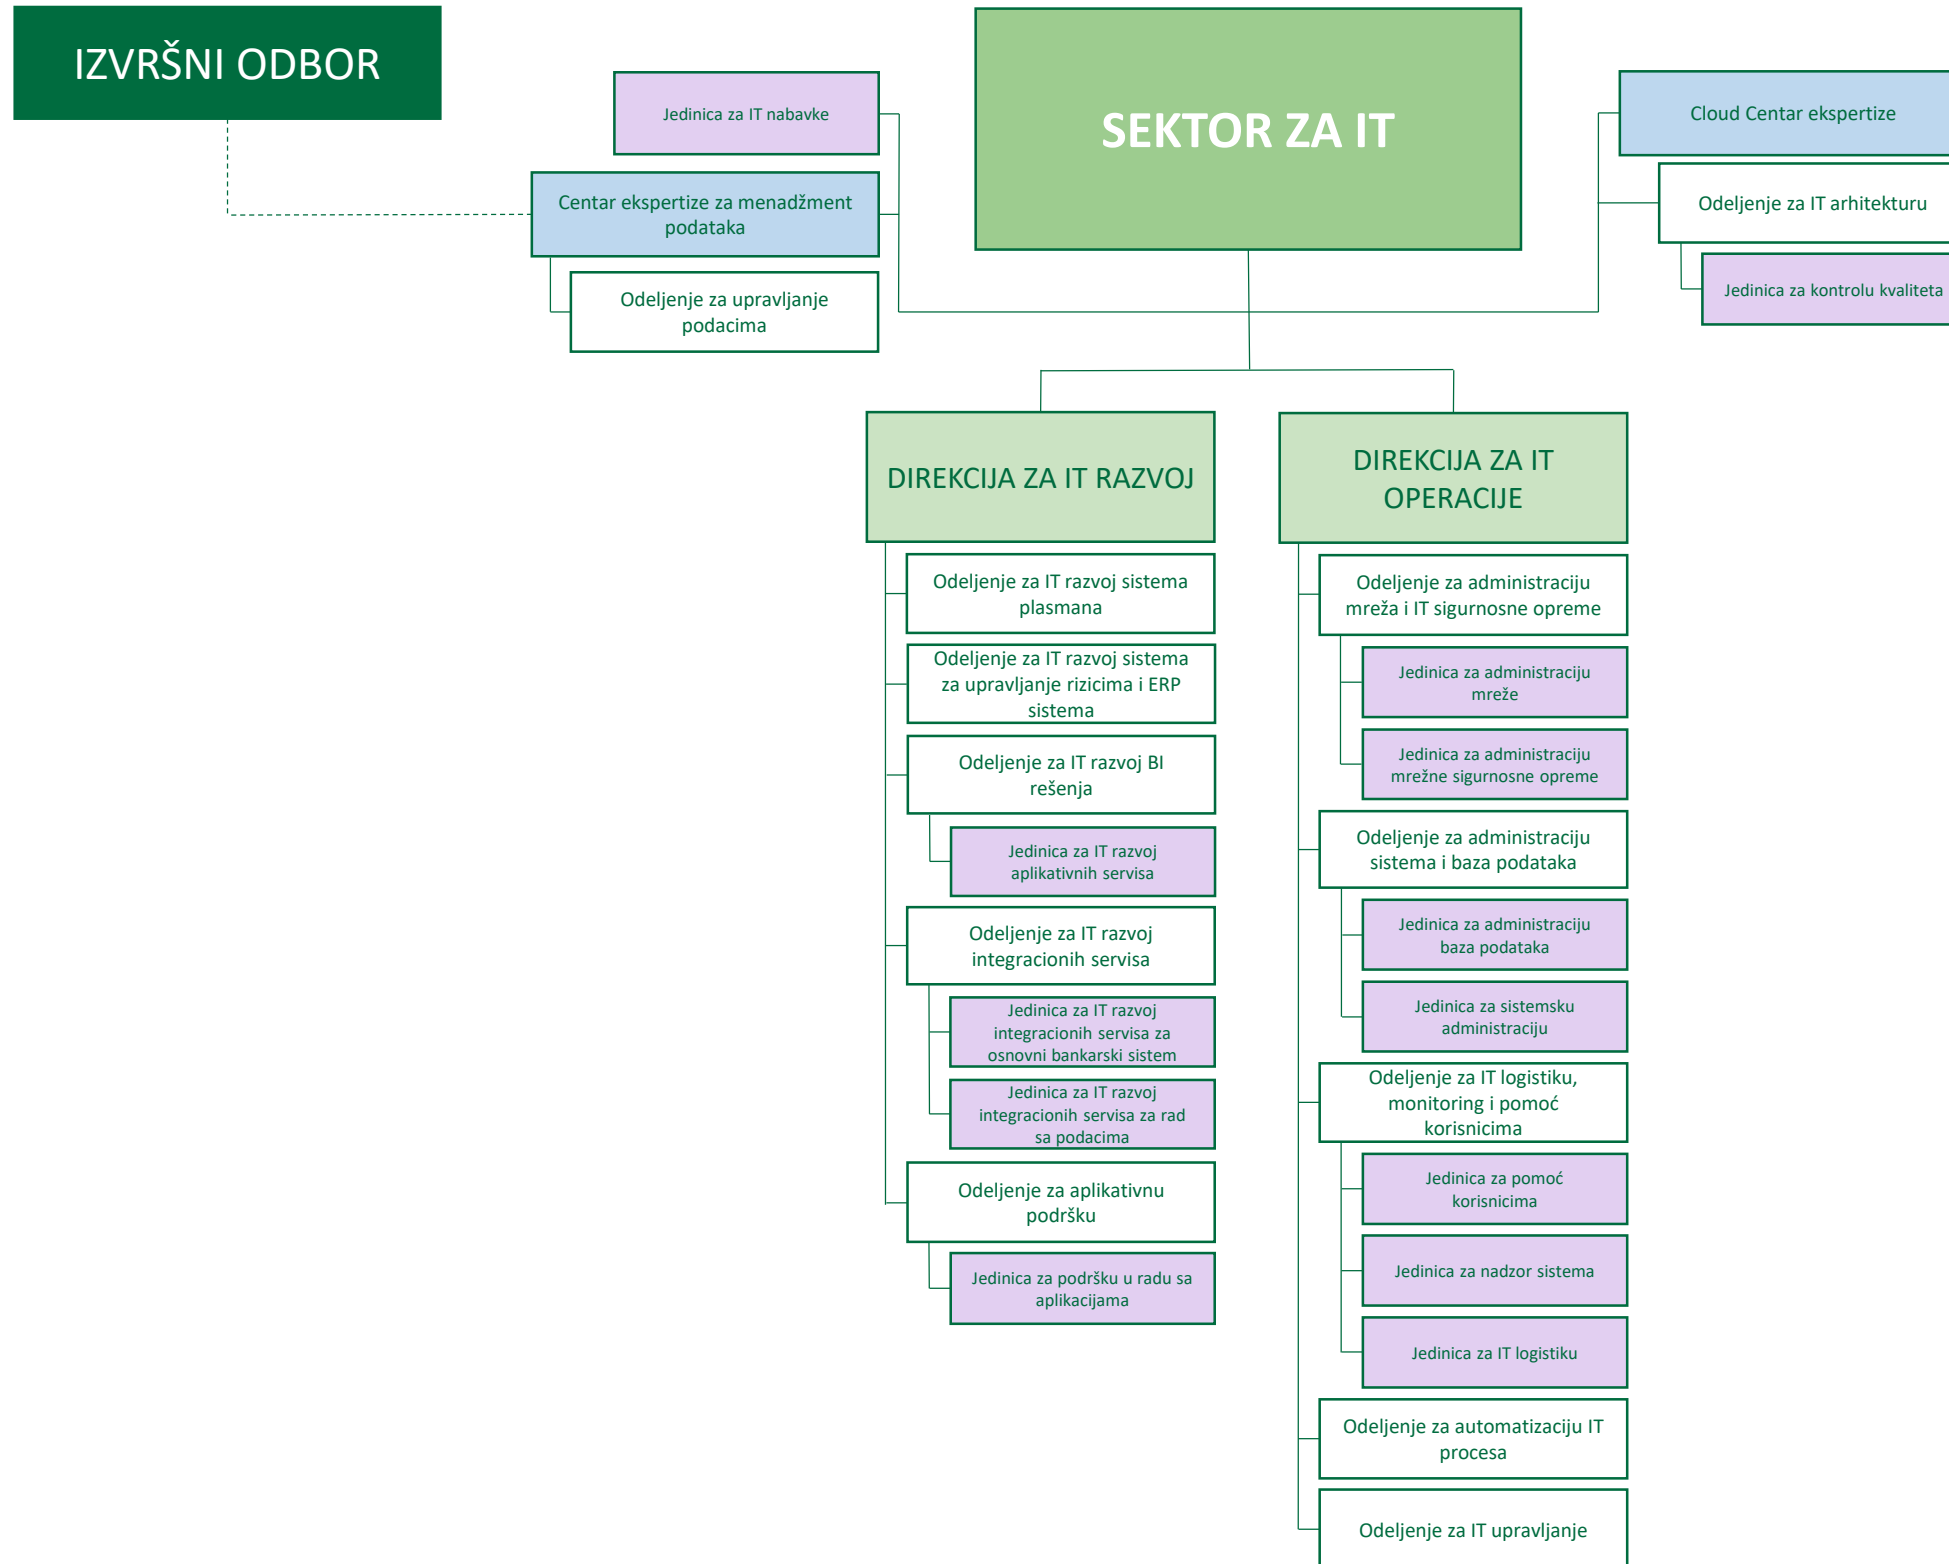 IZVRŠNI ODBOR
SEKTOR ZA IT
Jedinica za IT nabavke
Centar ekspertize za menadžment
podataka
Odeljenje za upravljanje
podacima
Cloud Centar ekspertize
Odeljenje za IT arhitekturu
Jedinica za kontrolu kvaliteta
DIREKCIJA ZA IT RAZVOJ
Odeljenje za IT razvoj sistema
plasmana
Odeljenje za IT razvoj sistema
za upravljanje rizicima i ERP
sistema
Odeljenje za IT razvoj BI
rešenja
Jedinica za IT razvoj
aplikativnih servisa
Odeljenje za IT razvoj
integracionih servisa
Jedinica za IT razvoj
integracionih servisa za
osnovni bankarski sistem
Jedinica za IT razvoj
integracionih servisa za rad
sa podacima
Odeljenje za aplikativnu
podršku
Jedinica za podršku u radu sa
aplikacijama
DIREKCIJA ZA IT
OPERACIJE
Odeljenje za administraciju
mreža i IT sigurnosne opreme
Jedinica za administraciju
mreže
Jedinica za administraciju
mrežne sigurnosne opreme
Odeljenje za administraciju
sistema i baza podataka
Jedinica za administraciju
baza podataka
Jedinica za sistemsku
administraciju
Odeljenje za IT logistiku,
monitoring i pomoć
korisnicima
Jedinica za pomoć
korisnicima
Jedinica za nadzor sistema
Jedinica za IT logistiku
Odeljenje za automatizaciju IT
procesa
Odeljenje za IT upravljanje